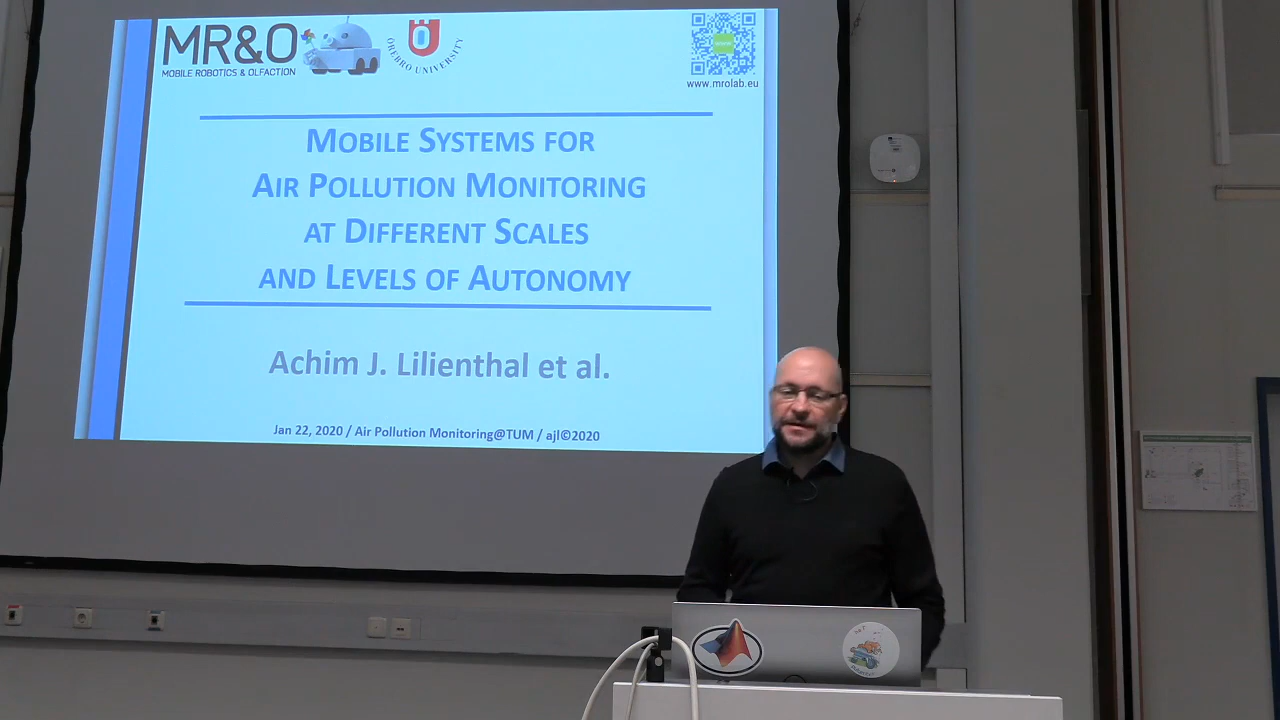 MR&O
MOBILE ROBOTICS & OLFACTION
ÖREBRO UNIVERSITY
www.mrolab.eu
MOBILE SYSTEMS FOR
AIR POLLUTION MONITORING
AT DIFFERENT SCALES
AND LEVELS OF AUTONOMY
Achim J. Lilienthal et al.
Jan 22, 2020 / Air Pollution Monitoring@TUM / ajl©2020